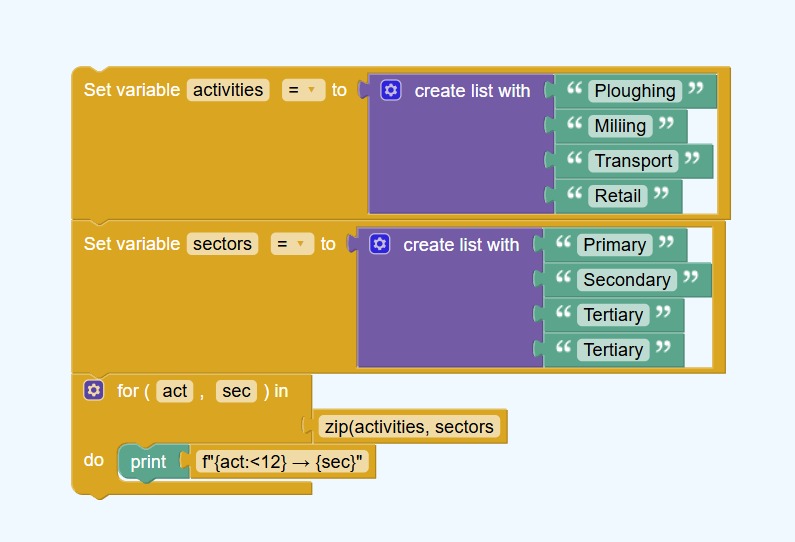 Set variable activities = to create list with “ Ploughing ”
“ Miliing ”
“ Transport ”
“ Retail ”
Set variable sectors = to create list with “ Primary ”
“ Secondary ”
“ Tertiary ”
“ Tertiary ”
for ( act , sec ) in
zip(activities, sectors
do print f"{act:<12} → {sec}"